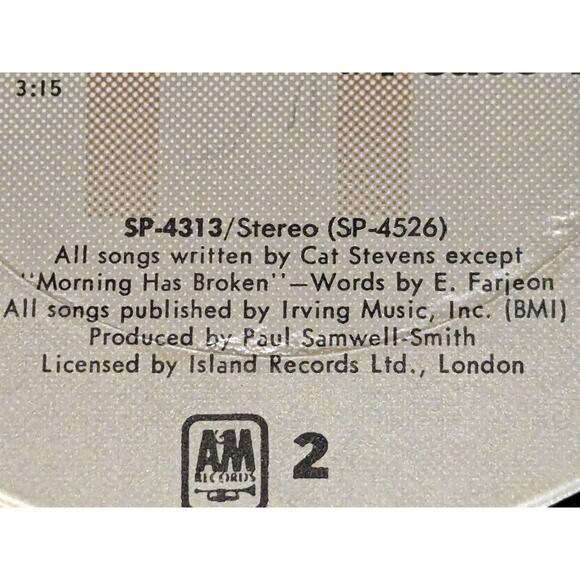 3:15
SP-4313/Stereo (SP-4526)
All songs written by Cat Stevens except
"Morning Has Broken"—Words by E. Farjeon
All songs published by Irving Music, Inc. (BMI)
Produced by Paul Samwell-Smith
Licensed by Island Records Ltd., London
A&M 2
RECORDS